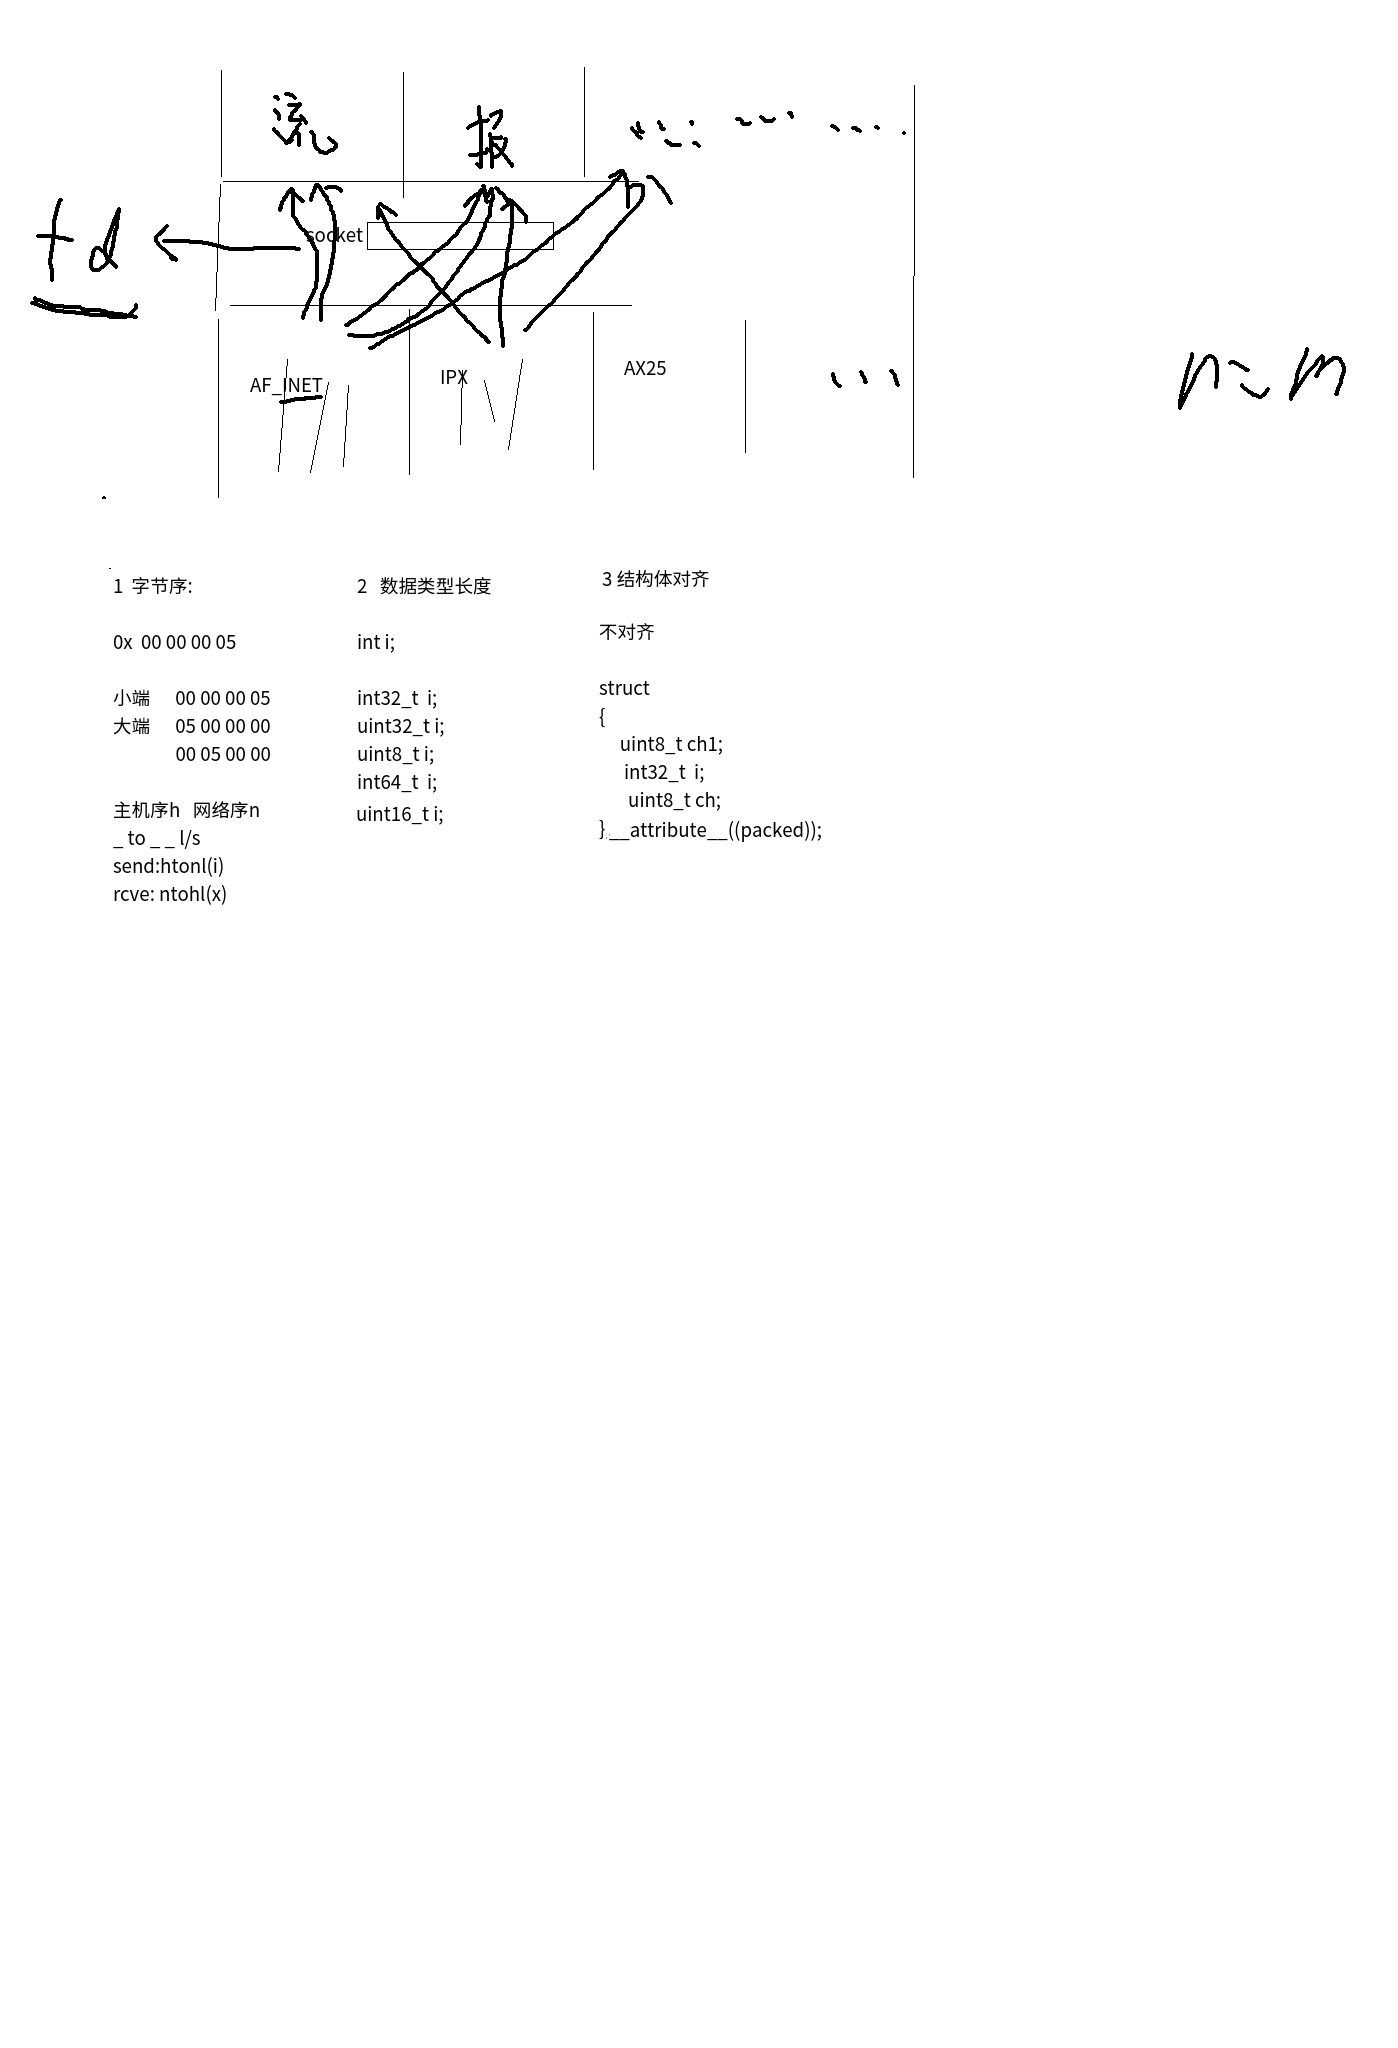 流
报
socket
fd
AF_INET
IPX
AX25
n:m
1 字节序:
0x 00 00 00 05
小端 00 00 00 05
大端 05 00 00 00
00 05 00 00
主机序h 网络序n
_ to _ _ l/s
send:htonl(i)
rcve: ntohl(x)
2 数据类型长度
int i;
int32_t i;
uint32_t i;
uint8_t i;
int64_t i;
uint16_t i;
3 结构体对齐
不对齐
struct
{
uint8_t ch1;
int32_t i;
uint8_t ch;
}__attribute__((packed));